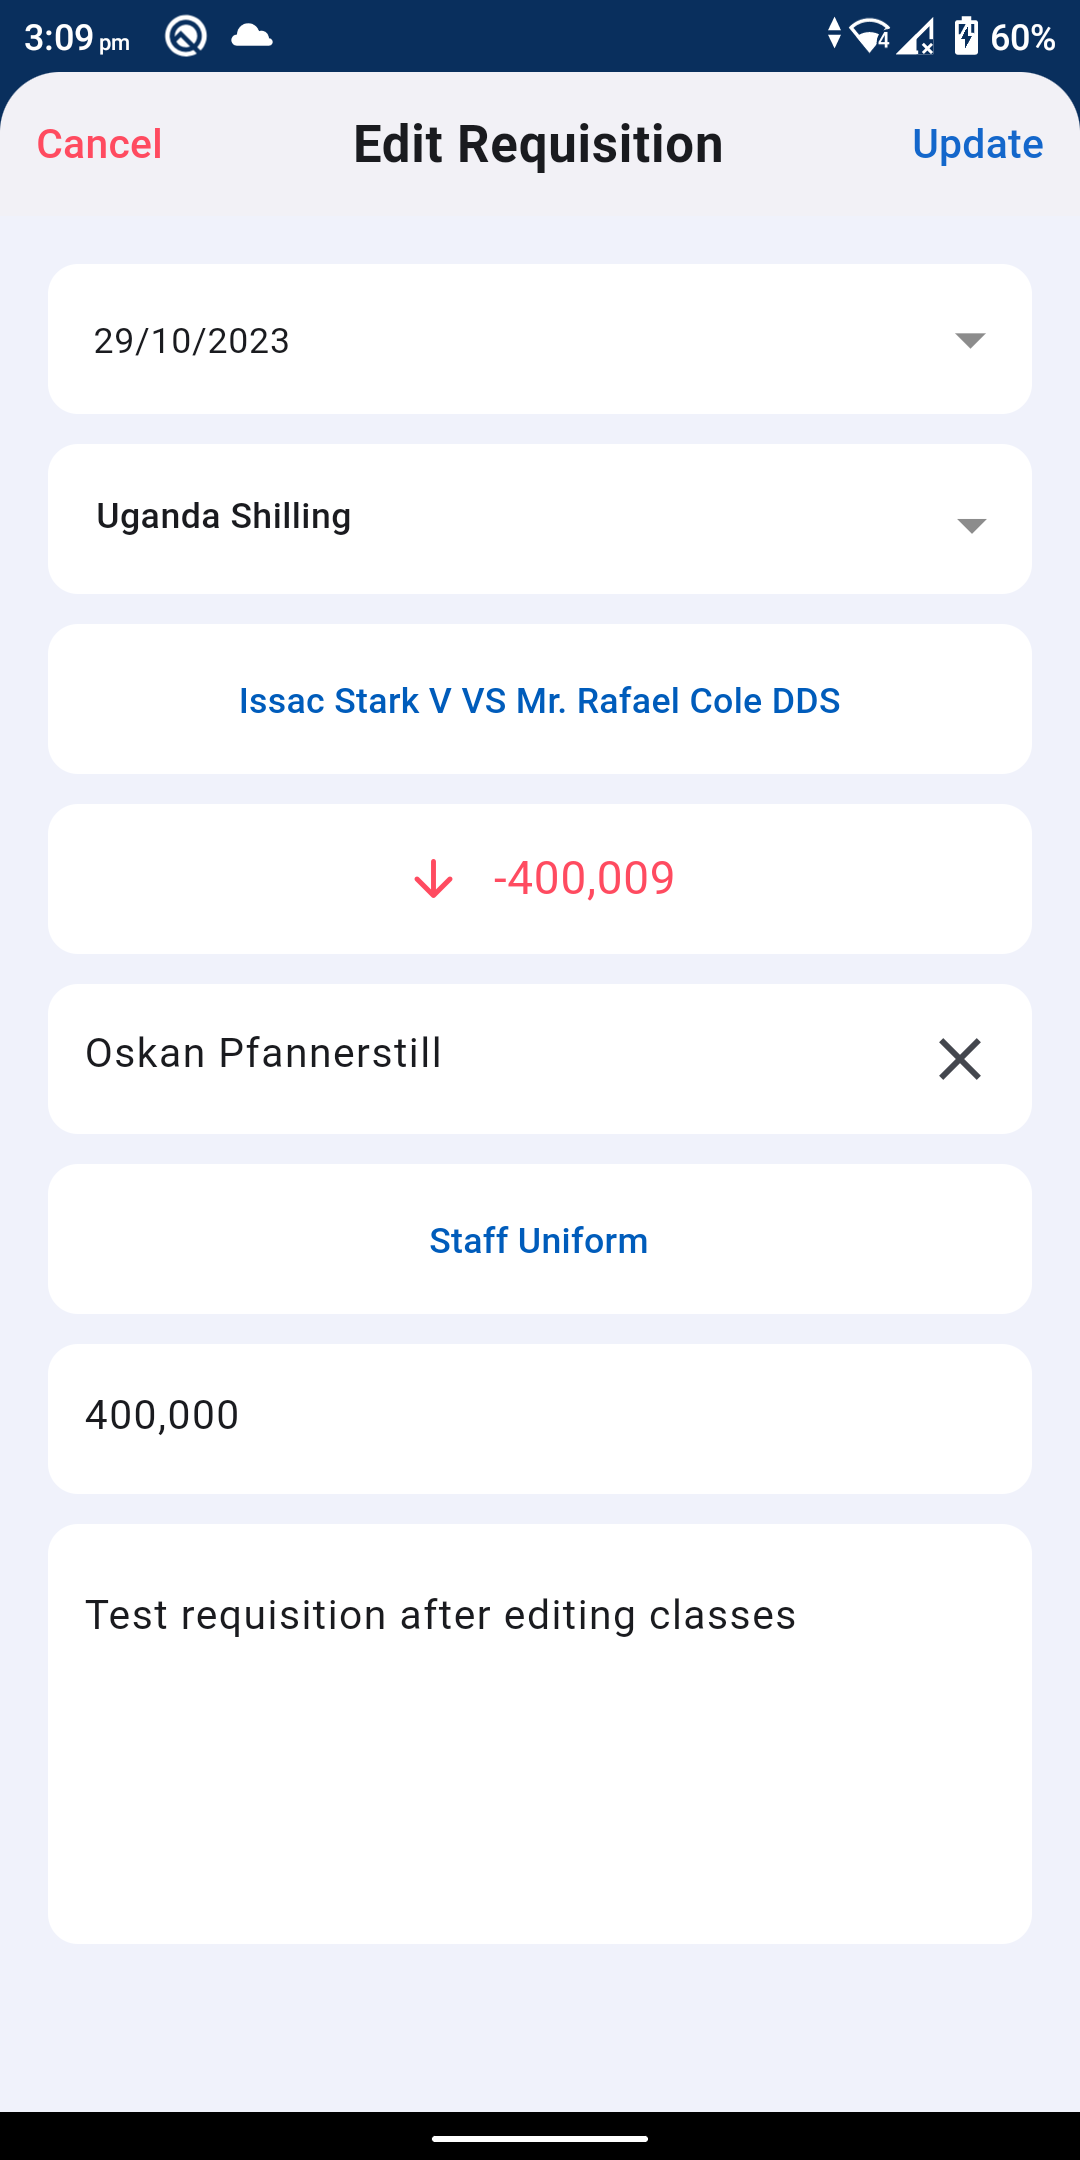 3:09 pm 4 60%
Cancel Edit Requisition Update
29/10/2023
Uganda Shilling
Issac Stark V VS Mr. Rafael Cole DDS
-400,009
Oskan Pfannerstill
Staff Uniform
400,000
Test requisition after editing classes